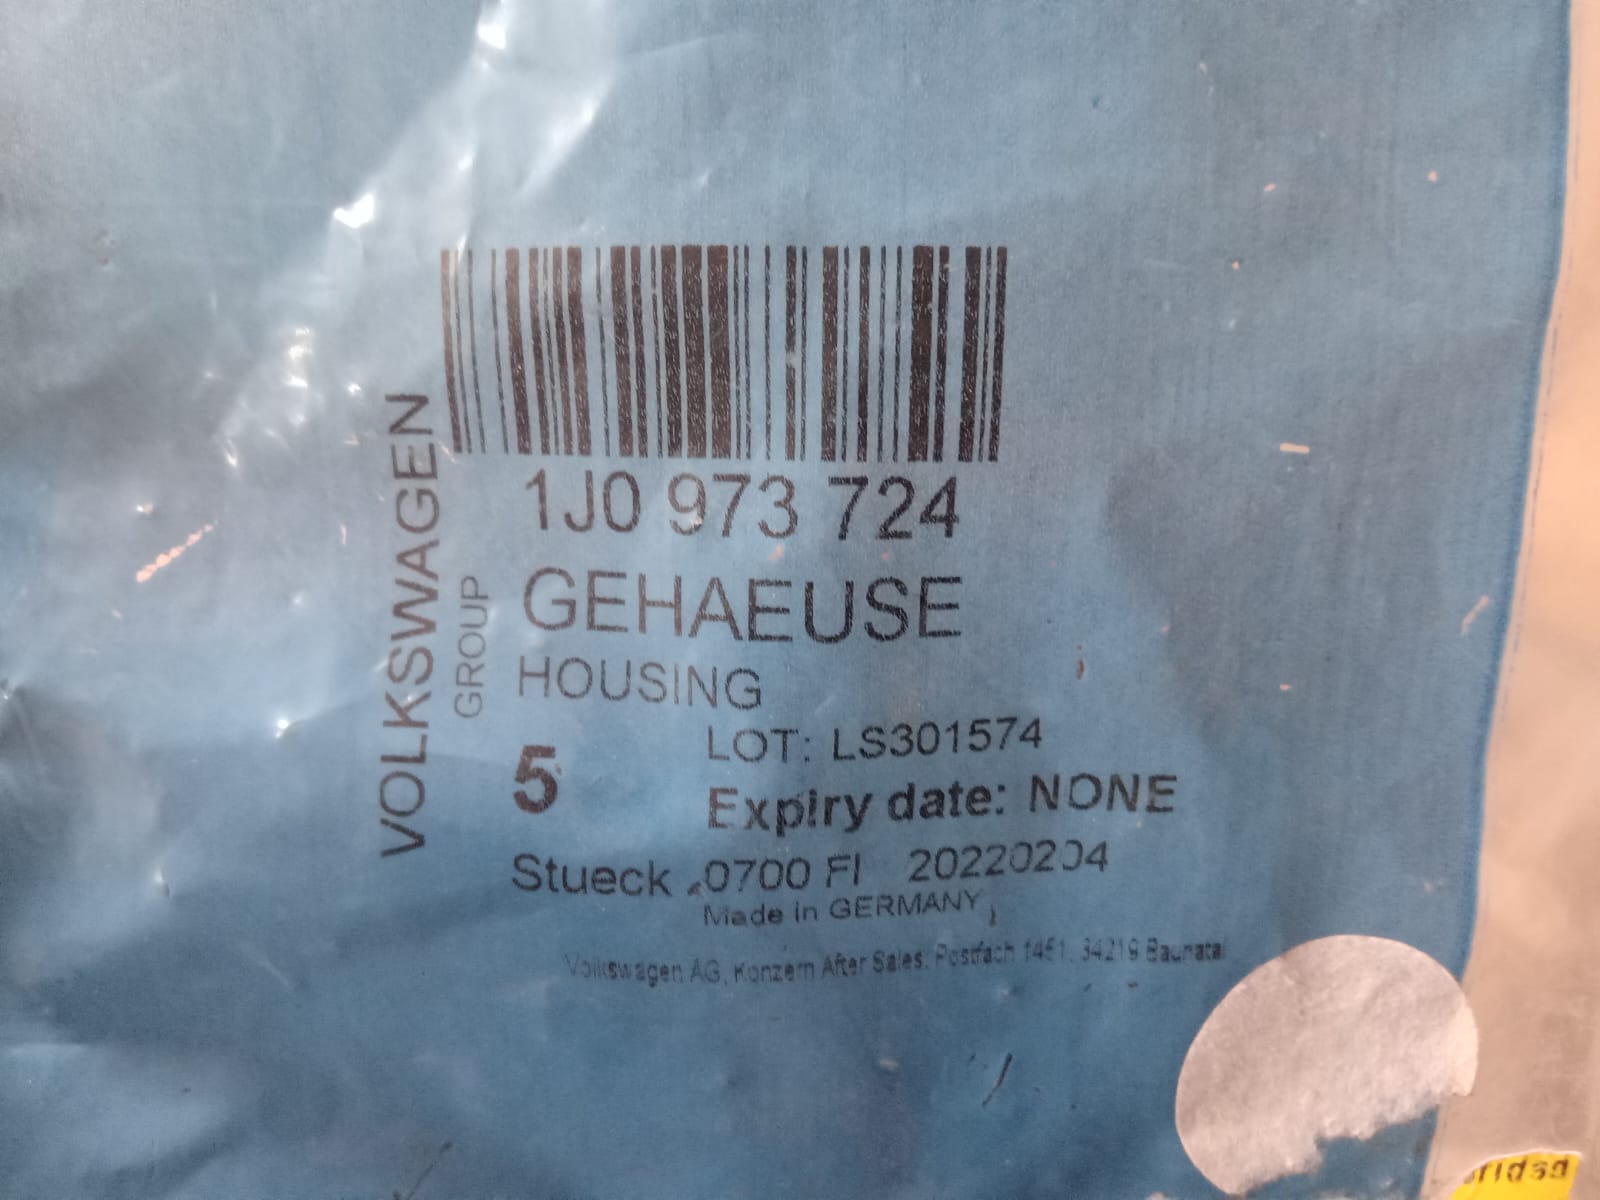 VOLKSWAGEN
GROUP
1J0 973 724
GEHAEUSE
HOUSING
5
LOT: LS301574
Expiry date: NONE
Stueck 0700 FI 20220204
Made in GERMANY
Volkswagen AG, Konzern After Sales, Postfach 1451, 34219 Baunatal